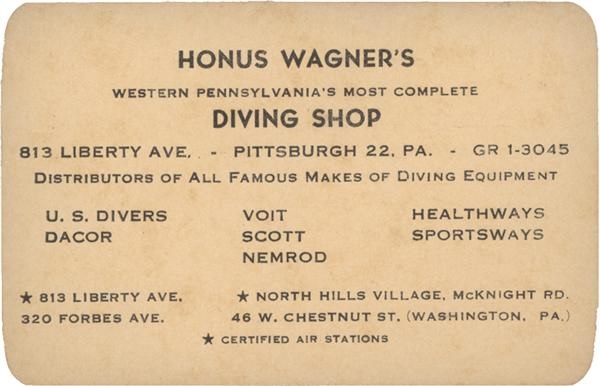 HONUS WAGNER'S
WESTERN PENNSYLVANIA'S MOST COMPLETE
DIVING SHOP
813 LIBERTY AVE. - PITTSBURGH 22, PA. - GR 1-3045
DISTRIBUTORS OF ALL FAMOUS MAKES OF DIVING EQUIPMENT
U. S. DIVERS VOIT HEALTHWAYS
DACOR SCOTT SPORTSWAYS
NEMROD
★ 813 LIBERTY AVE. ★ NORTH HILLS VILLAGE, McKNIGHT RD.
320 FORBES AVE. 46 W. CHESTNUT ST. (WASHINGTON, PA.)
★ CERTIFIED AIR STATIONS